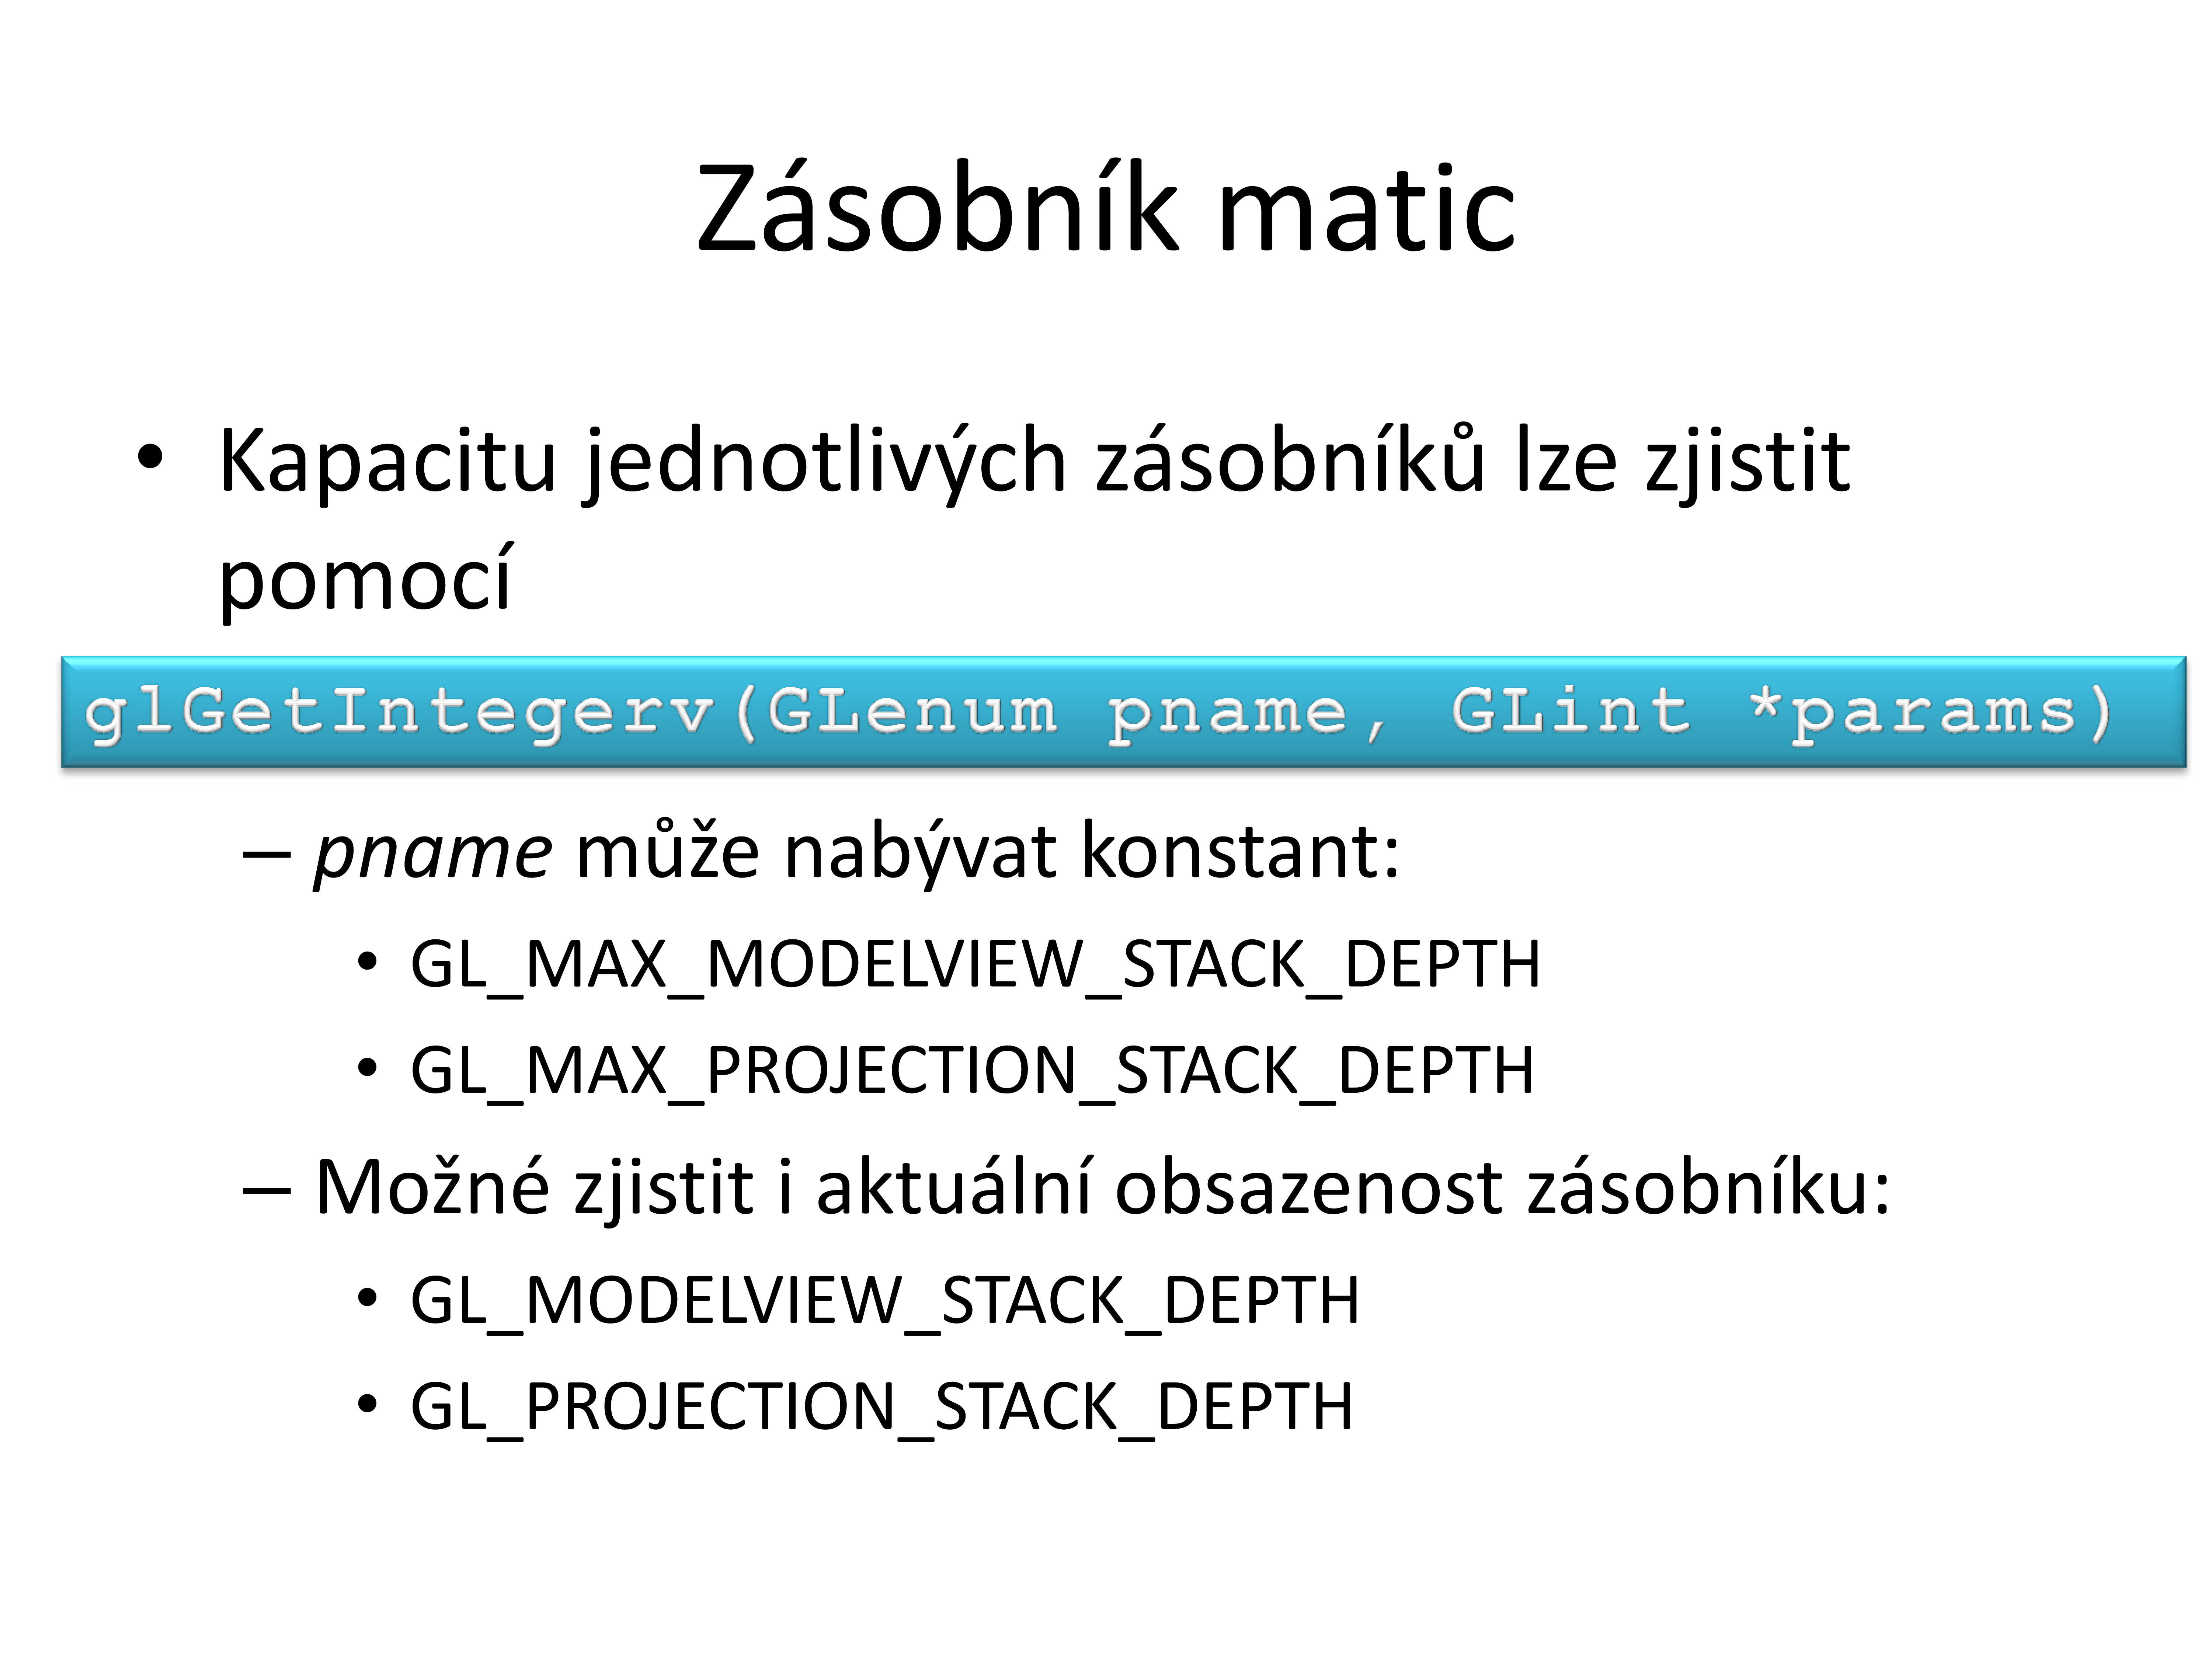 Zásobník matic
• Kapacitu jednotlivých zásobníků lze zjistit
pomocí
glGetIntegerv(GLenum pname, GLint *params)
– pname může nabývat konstant:
• GL_MAX_MODELVIEW_STACK_DEPTH
• GL_MAX_PROJECTION_STACK_DEPTH
– Možné zjistit i aktuální obsazenost zásobníku:
• GL_MODELVIEW_STACK_DEPTH
• GL_PROJECTION_STACK_DEPTH